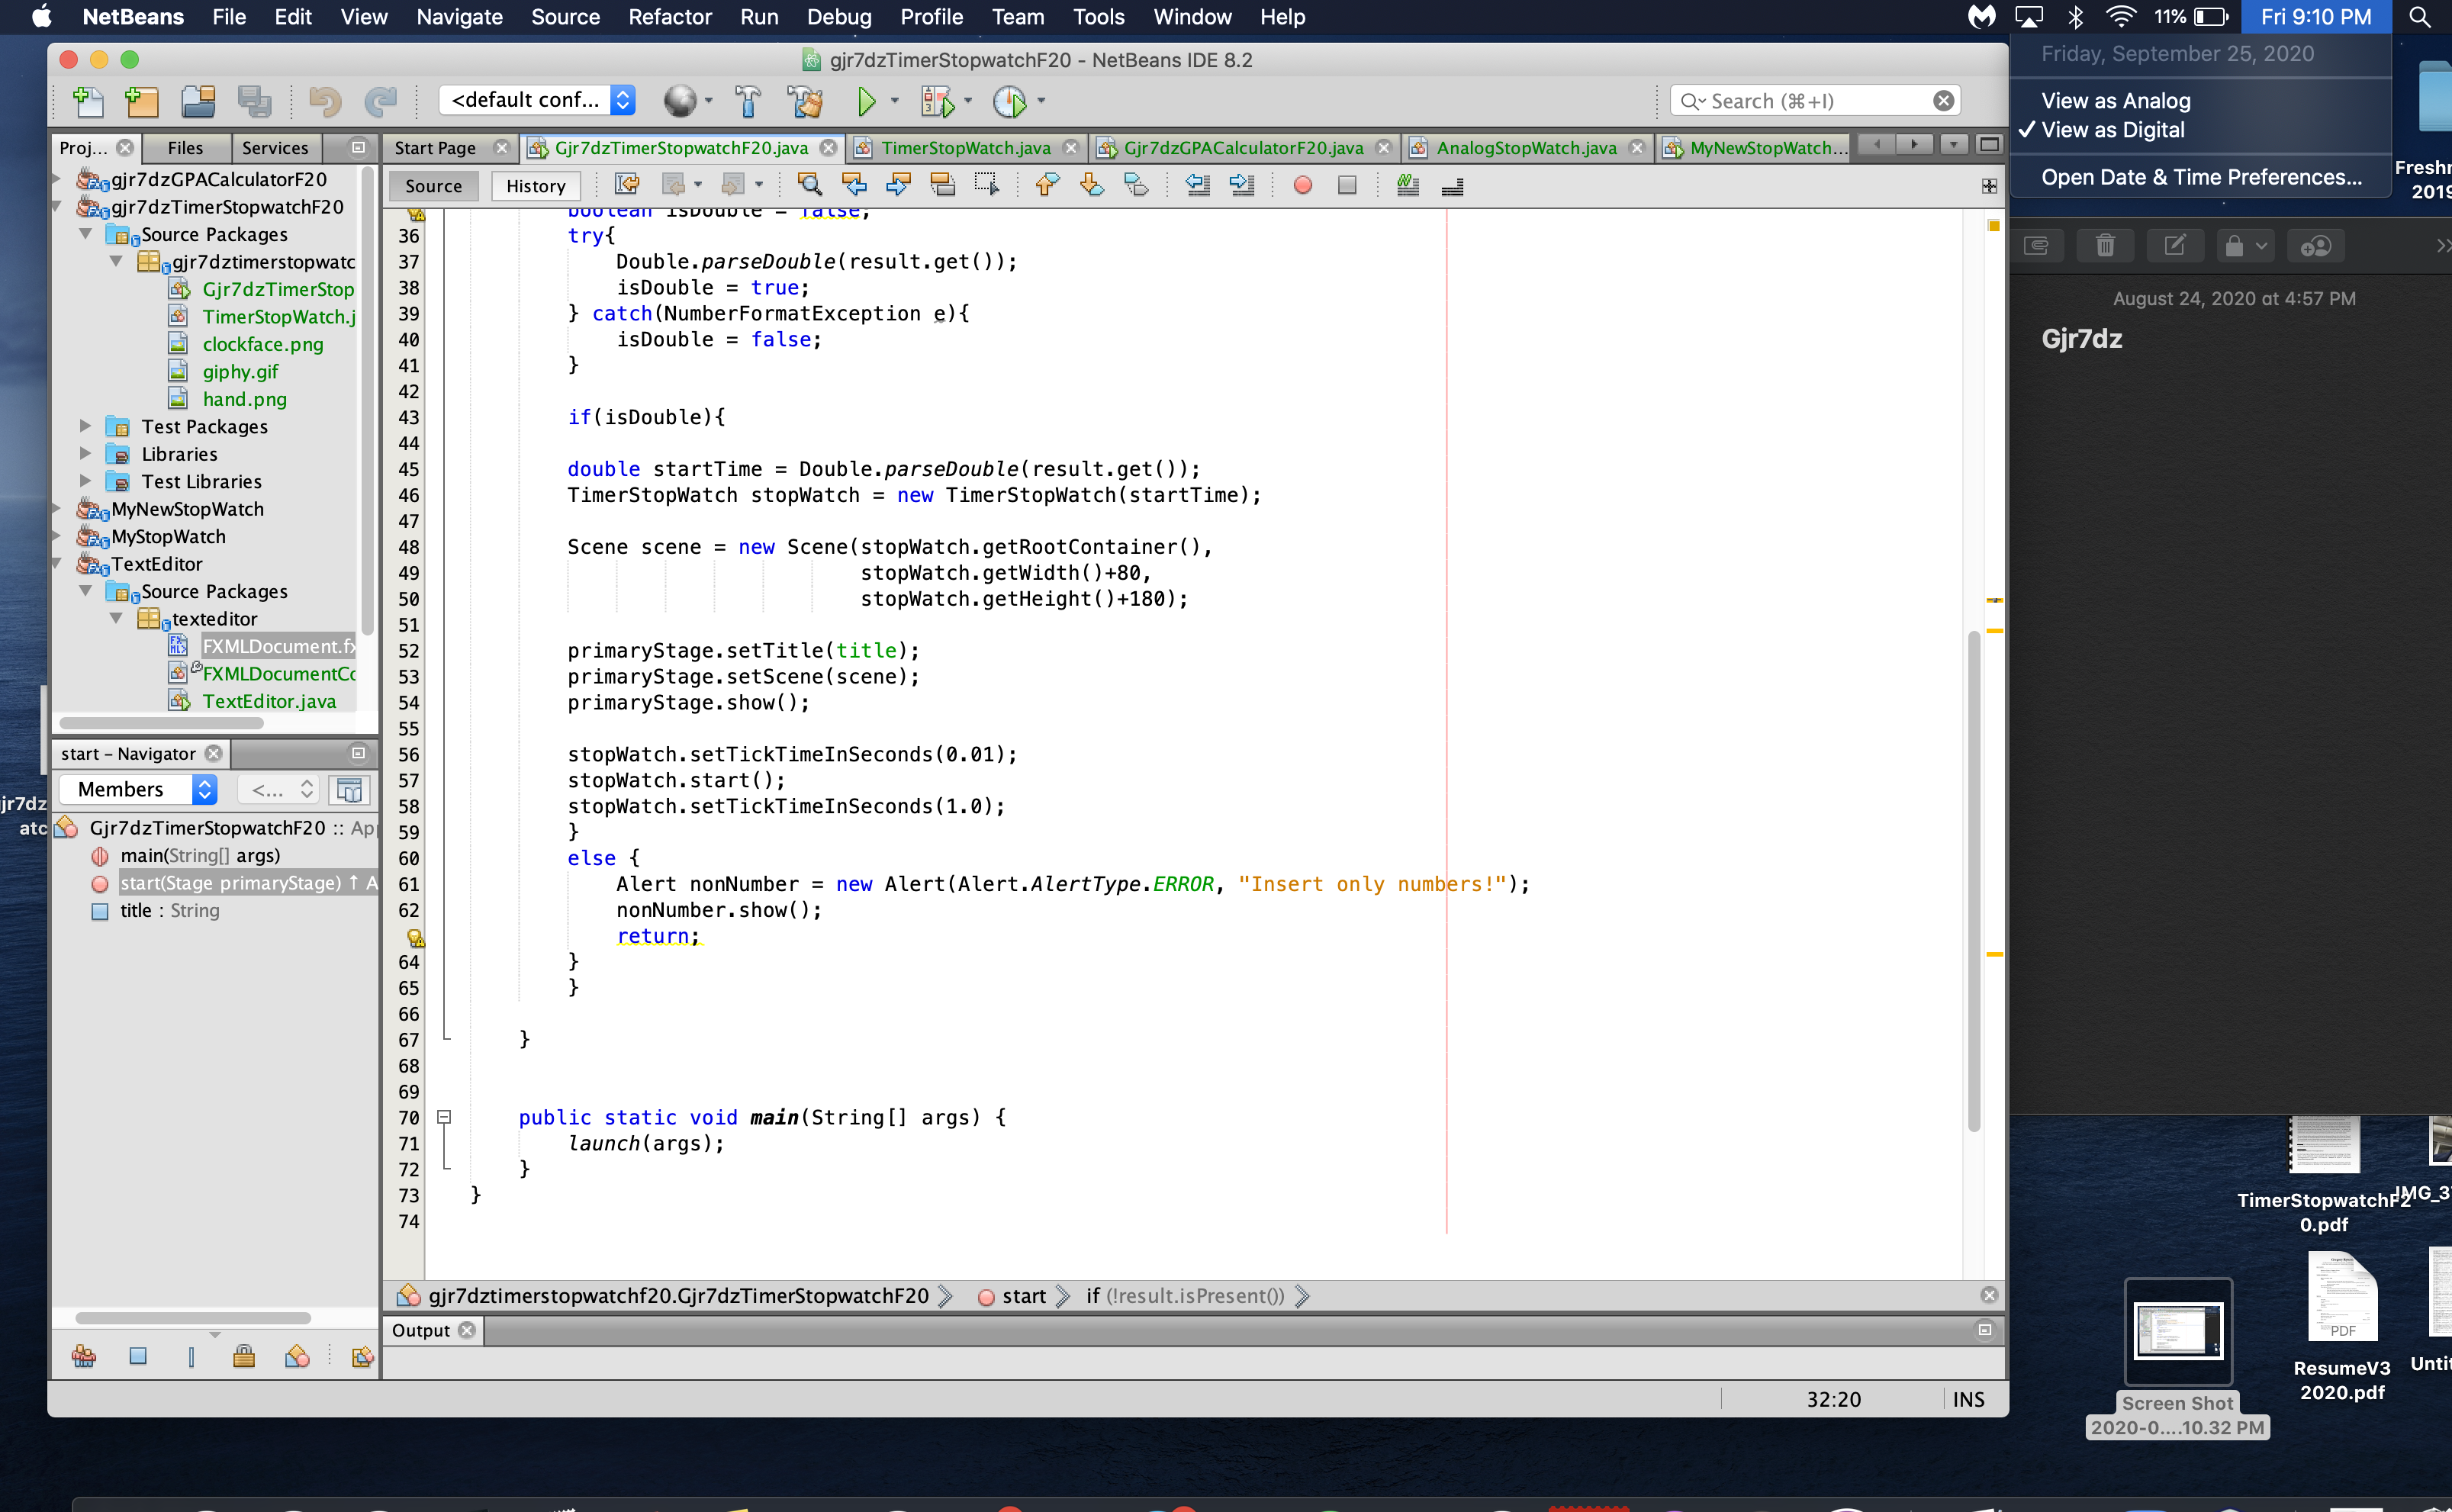 NetBeans File Edit View Navigate Source Refactor Run Debug Profile Team Tools Window Help
11% Fri 9:10 PM
Friday, September 25, 2020
View as Analog
✓ View as Digital
Open Date & Time Preferences...
gjr7dzTimerStopwatchF20 - NetBeans IDE 8.2
<default conf...
Search (⌘+I)
Proj... Files Services
Start Page Gjr7dzTimerStopwatchF20.java TimerStopWatch.java Gjr7dzGPACalculatorF20.java AnalogStopWatch.java MyNewStopWatch...
Source History
gjr7dzGPACalculatorF20
gjr7dzTimerStopwatchF20
Source Packages
gjr7dztimerstopwatc
Gjr7dzTimerStop
TimerStopWatch.j
clockface.png
giphy.gif
hand.png
Test Packages
Libraries
Test Libraries
MyNewStopWatch
MyStopWatch
TextEditor
Source Packages
texteditor
FXMLDocument.fx
FXMLDocumentCo
TextEditor.java
start - Navigator
Members <...
Gjr7dzTimerStopwatchF20 :: Ap
main(String[] args)
start(Stage primaryStage) ↑ A
title : String
boolean isDouble = false;
36 try{
37 Double.parseDouble(result.get());
38 isDouble = true;
39 } catch(NumberFormatException e){
40 isDouble = false;
41 }
42
43 if(isDouble){
44
45 double startTime = Double.parseDouble(result.get());
46 TimerStopWatch stopWatch = new TimerStopWatch(startTime);
47
48 Scene scene = new Scene(stopWatch.getRootContainer(),
49 stopWatch.getWidth()+80,
50 stopWatch.getHeight()+180);
51
52 primaryStage.setTitle(title);
53 primaryStage.setScene(scene);
54 primaryStage.show();
55
56 stopWatch.setTickTimeInSeconds(0.01);
57 stopWatch.start();
58 stopWatch.setTickTimeInSeconds(1.0);
59 }
60 else {
61 Alert nonNumber = new Alert(Alert.AlertType.ERROR, "Insert only numbers!");
62 nonNumber.show();
return;
64 }
65 }
66
67 }
68
69
70 public static void main(String[] args) {
71 launch(args);
72 }
73 }
74
gjr7dztimerstopwatchf20.Gjr7dzTimerStopwatchF20 start if (!result.isPresent())
Output
32:20 INS
Freshr
2019
August 24, 2020 at 4:57 PM
Gjr7dz
jr7dz
atc
TimerStopwatchF2
0.pdf
IMG_3
PDF
ResumeV3
2020.pdf
Unti
Screen Shot
2020-0....10.32 PM